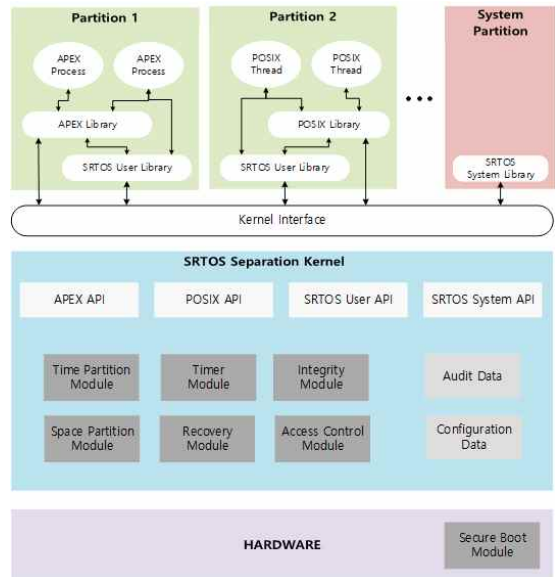 Partition 1
Partition 2
System
Partition
APEX
Process
APEX
Process
POSIX
Thread
POSIX
Thread
APEX Library
POSIX Library
SRTOS User Library
SRTOS User Library
SRTOS
System Library
Kernel Interface
SRTOS Separation Kernel
APEX API
POSIX API
SRTOS User API
SRTOS System API
Time Partition
Module
Timer
Module
Integrity
Module
Audit Data
Space Partition
Module
Recovery
Module
Access Control
Module
Configuration
Data
HARDWARE
Secure Boot
Module